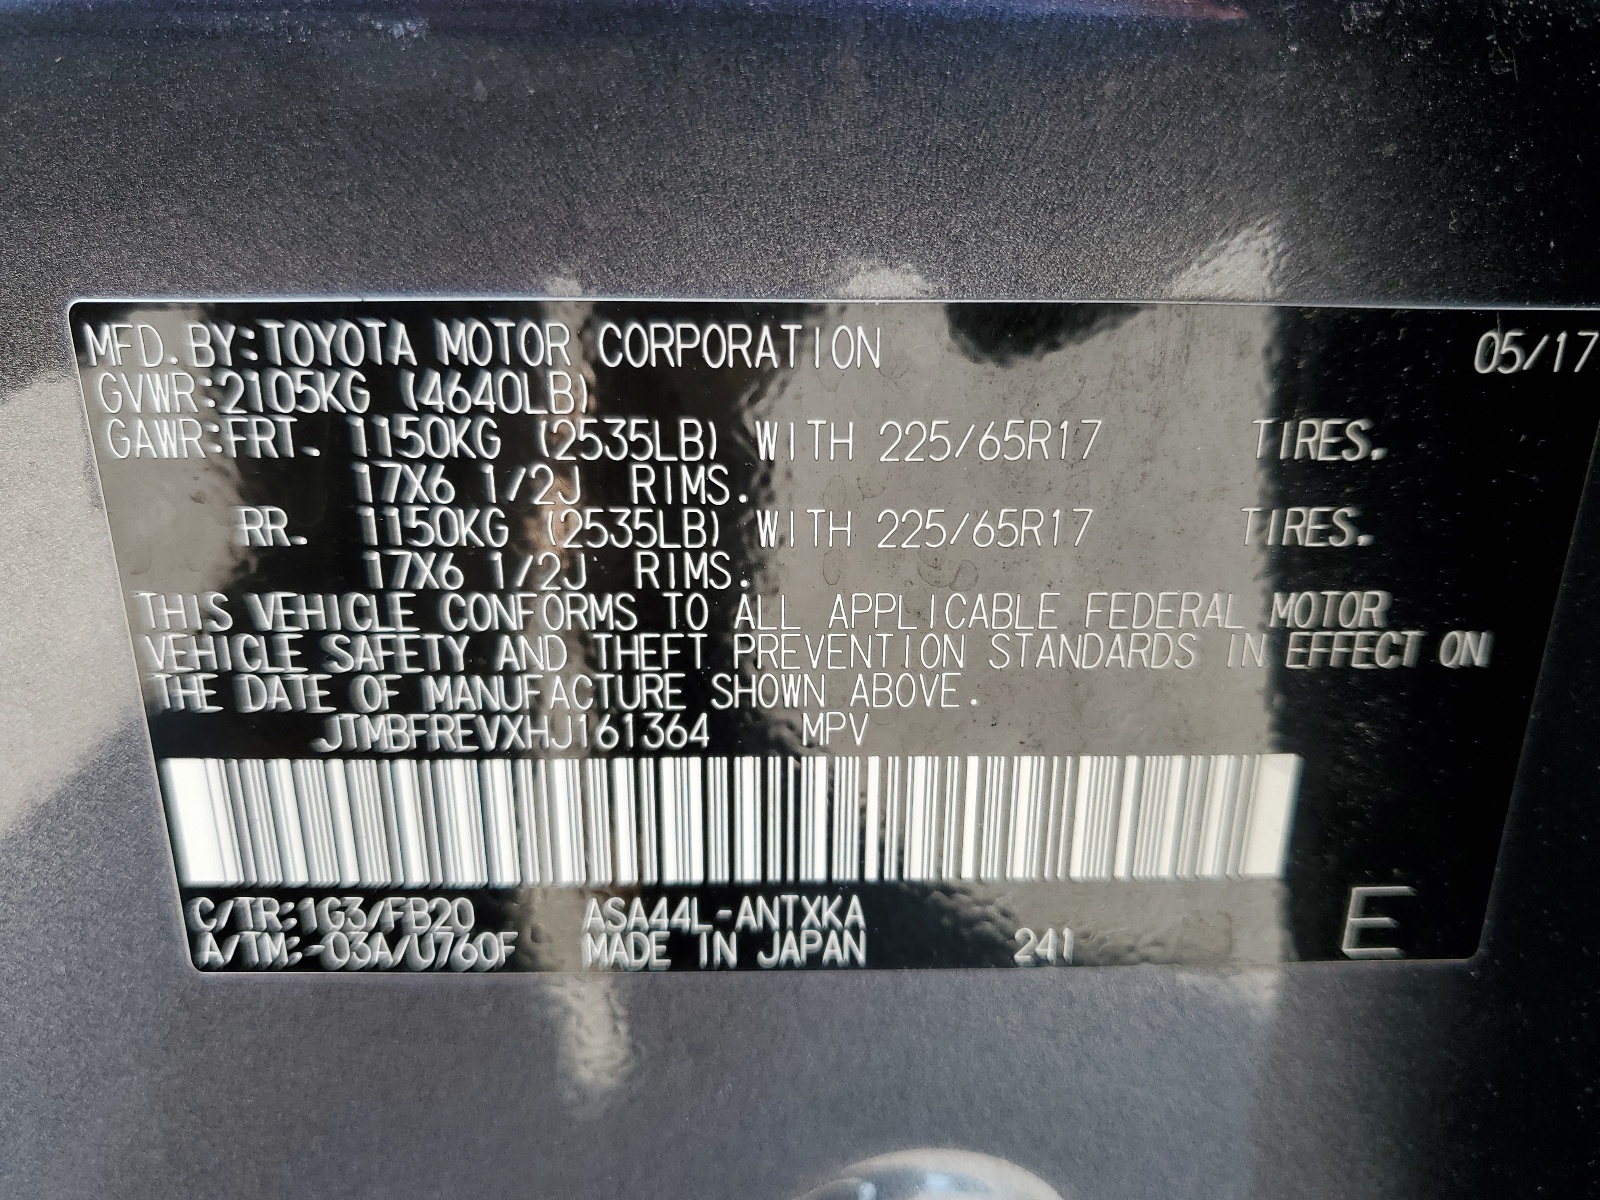 MFD. BY:TOYOTA MOTOR CORPORATION 05/17
GVWR:2105KG (4640LB)
GAWR:FRT. 1150KG (2535LB) WITH 225/65R17 TIRES.
17X6 1/2J RIMS.
RR. 1150KG (2535LB) WITH 225/65R17 TIRES.
17X6 1/2J RIMS.
THIS VEHICLE CONFORMS TO ALL APPLICABLE FEDERAL MOTOR
VEHICLE SAFETY AND THEFT PREVENTION STANDARDS IN EFFECT ON
THE DATE OF MANUFACTURE SHOWN ABOVE.
JTMBFREVXHJ161364 MPV
C/TR:1G3/FB20 ASA44L-ANTXKA
A/TM:-03A/U760F MADE IN JAPAN 241 E